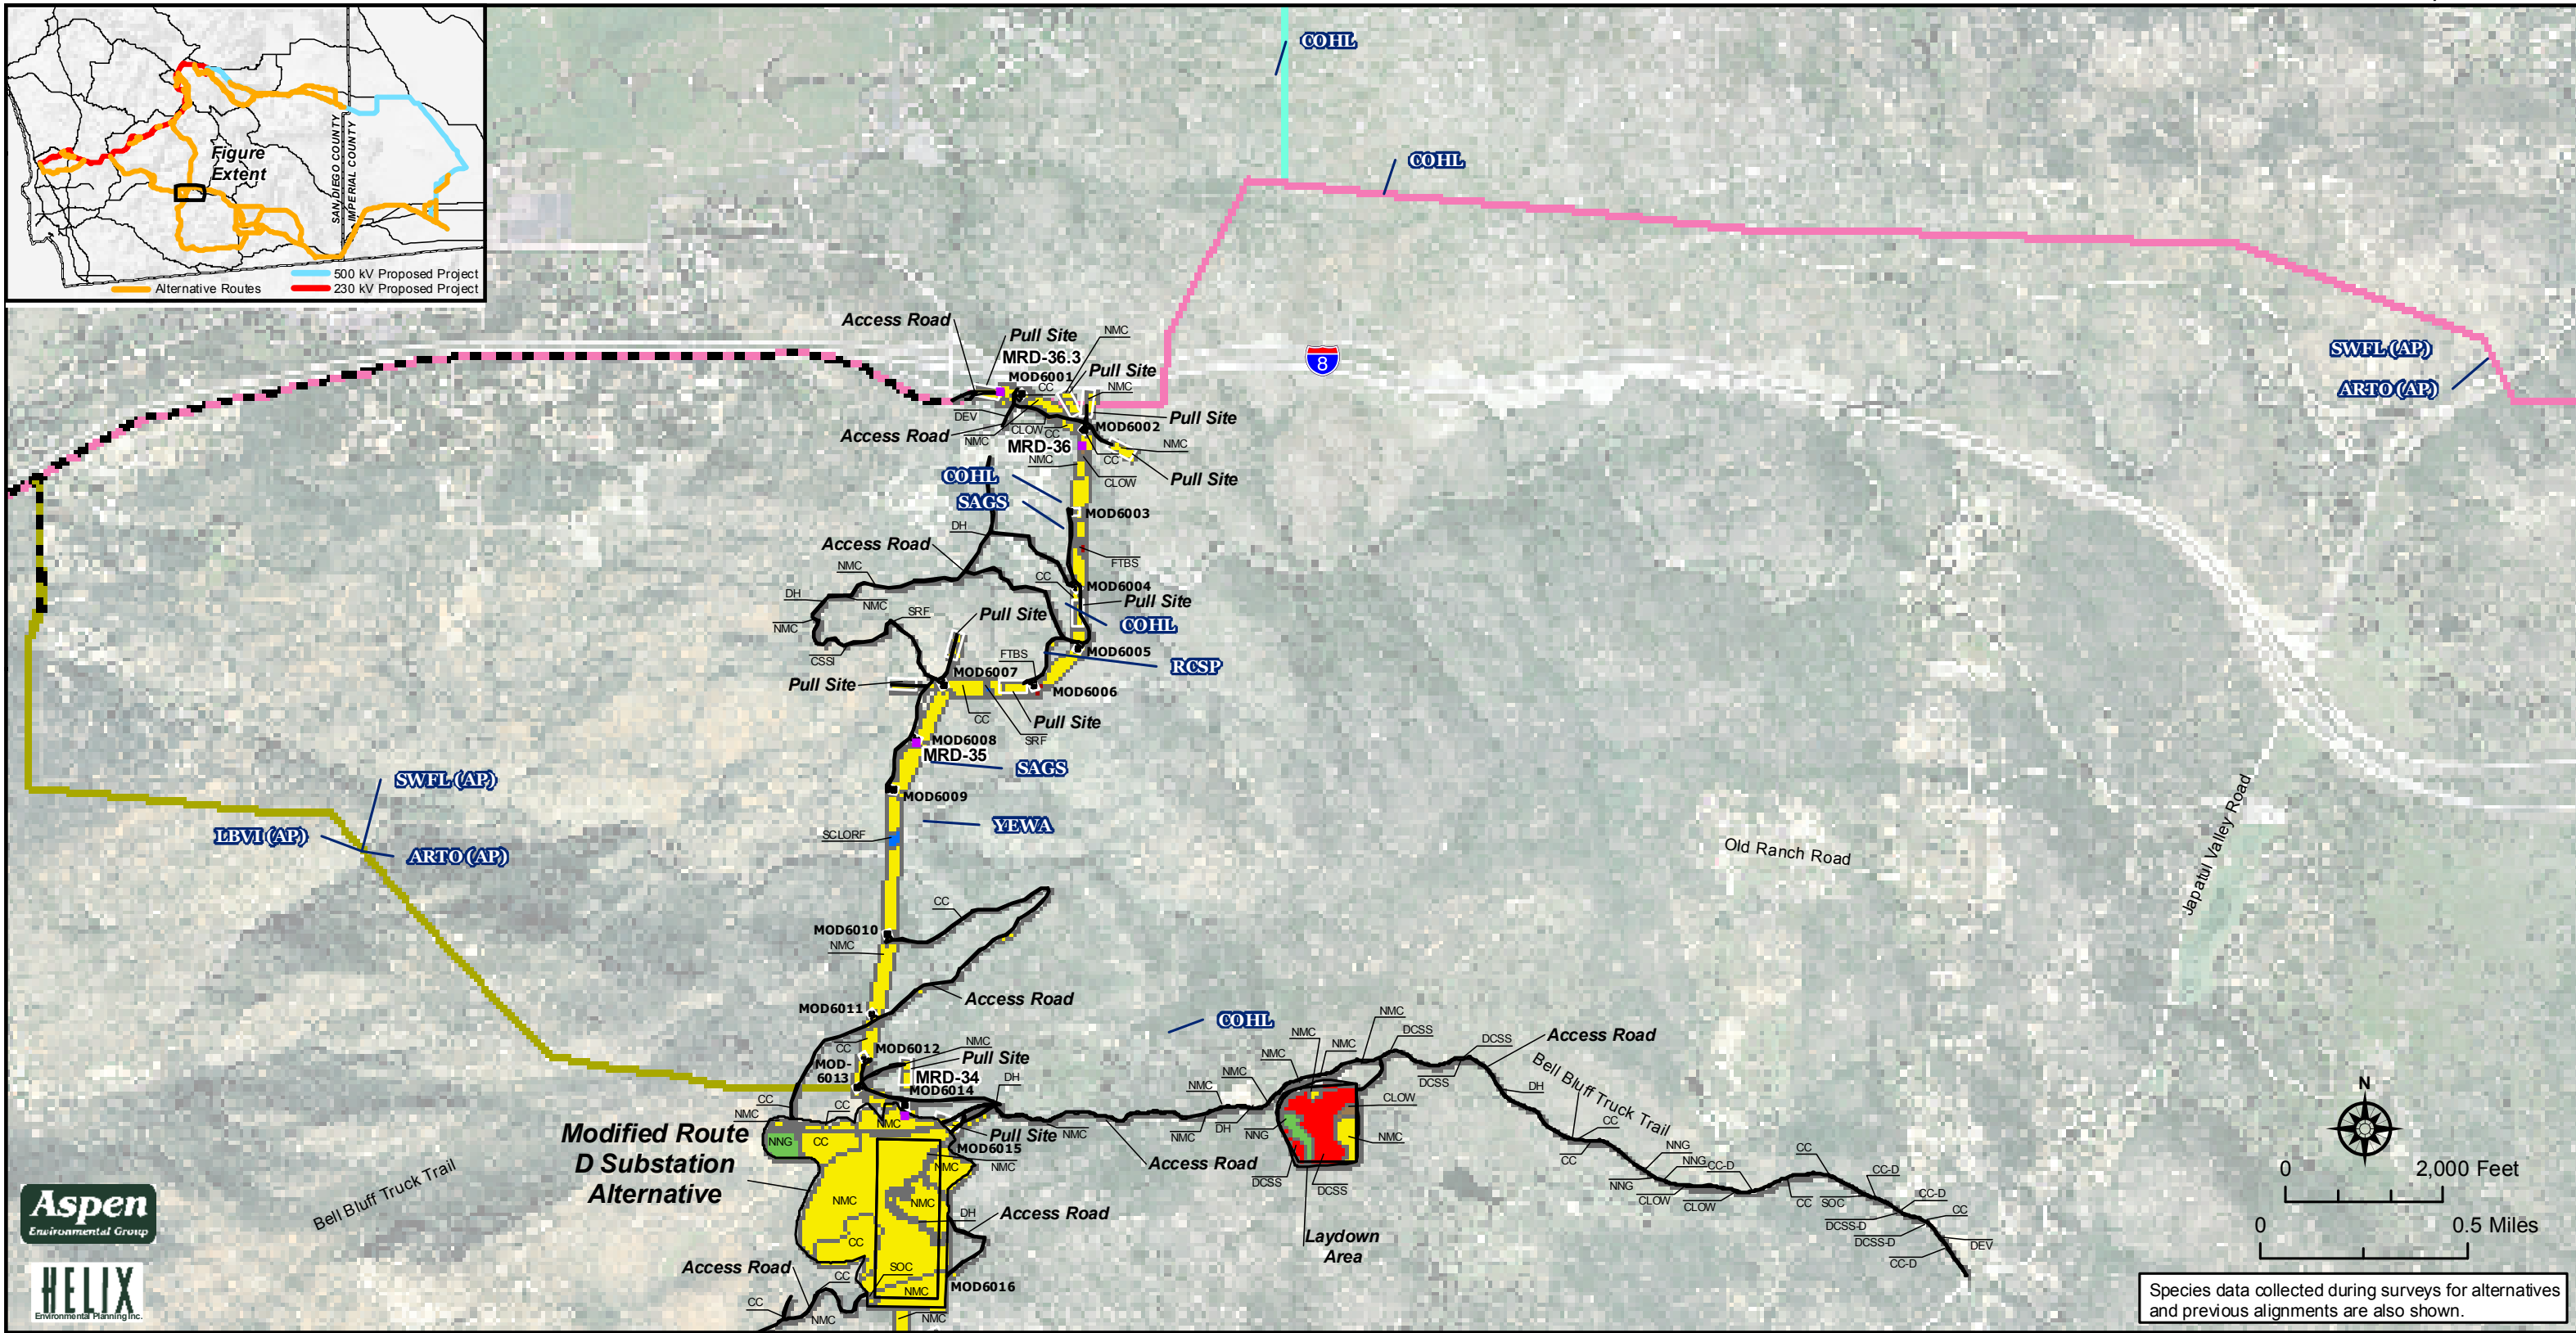 COHL
COHL
SAN DIEGO COUNTY
IMPERIAL COUNTY
Figure
Extent
500 kV Proposed Project
Alternative Routes
230 kV Proposed Project
Access Road
Pull Site
NMC
MRD-36.3
8
SWFL (AP)
Pull Site
MOD6001
CC
NMC
ARTO (AP)
DEV
Pull Site
CLOW
CC
MOD6002
Access Road
NMC
MRD-36
NMC
NMC
CC
COHL
CLOW
Pull Site
SAGS
MOD6003
DH
Access Road
FTBS
NMC
CC
MOD6004
DH
NMC
Pull Site
SRF
Pull Site
NMC
COHL
CSSI
FTBS
MOD6005
RCSP
MOD6007
Pull Site
MOD6006
CC
Pull Site
SRF
MOD6008
MRD-35
SAGS
SWFL (AP)
MOD6009
LBVI (AP)
SCLORF
YEWA
ARTO (AP)
Old Ranch Road
Japatul Valley Road
CC
MOD6010
NMC
Access Road
MOD6011
COHL
NMC
DCSS
NMC
NMC
DCSS
Access Road
CC
MOD6012
NMC
Pull Site
NMC
MOD-
6013
MRD-34
NMC
DCSS
Bell Bluff Truck Trail
DH
MOD6014
DH
NMC
CC
CC
NMC
CLOW
N
NMC
NMC
CC
Modified Route
D Substation
Alternative
NNG
CC
Pull Site
NMC
NMC
DH
NNG
NMC
CC
NNG
MOD6015
NMC
NMC
Access Road
NNG
CC-D
CC
0
2,000 Feet
Bell Bluff Truck Trail
DCSS
DCSS
NNG
CC-D
NMC
NMC
CLOW
CLOW
CC
SOC
CC-D
DH
Access Road
DCSS-D
CC
0
0.5 Miles
Aspen
Environmental Group
CC
Laydown
Area
DCSS-D
DEV
CC-D
Access Road
CC
SOC
HELIX
Environmental Planning Inc.
CC
NMC
MOD6016
NMC
NMC
Species data collected during surveys for alternatives
and previous alignments are also shown.